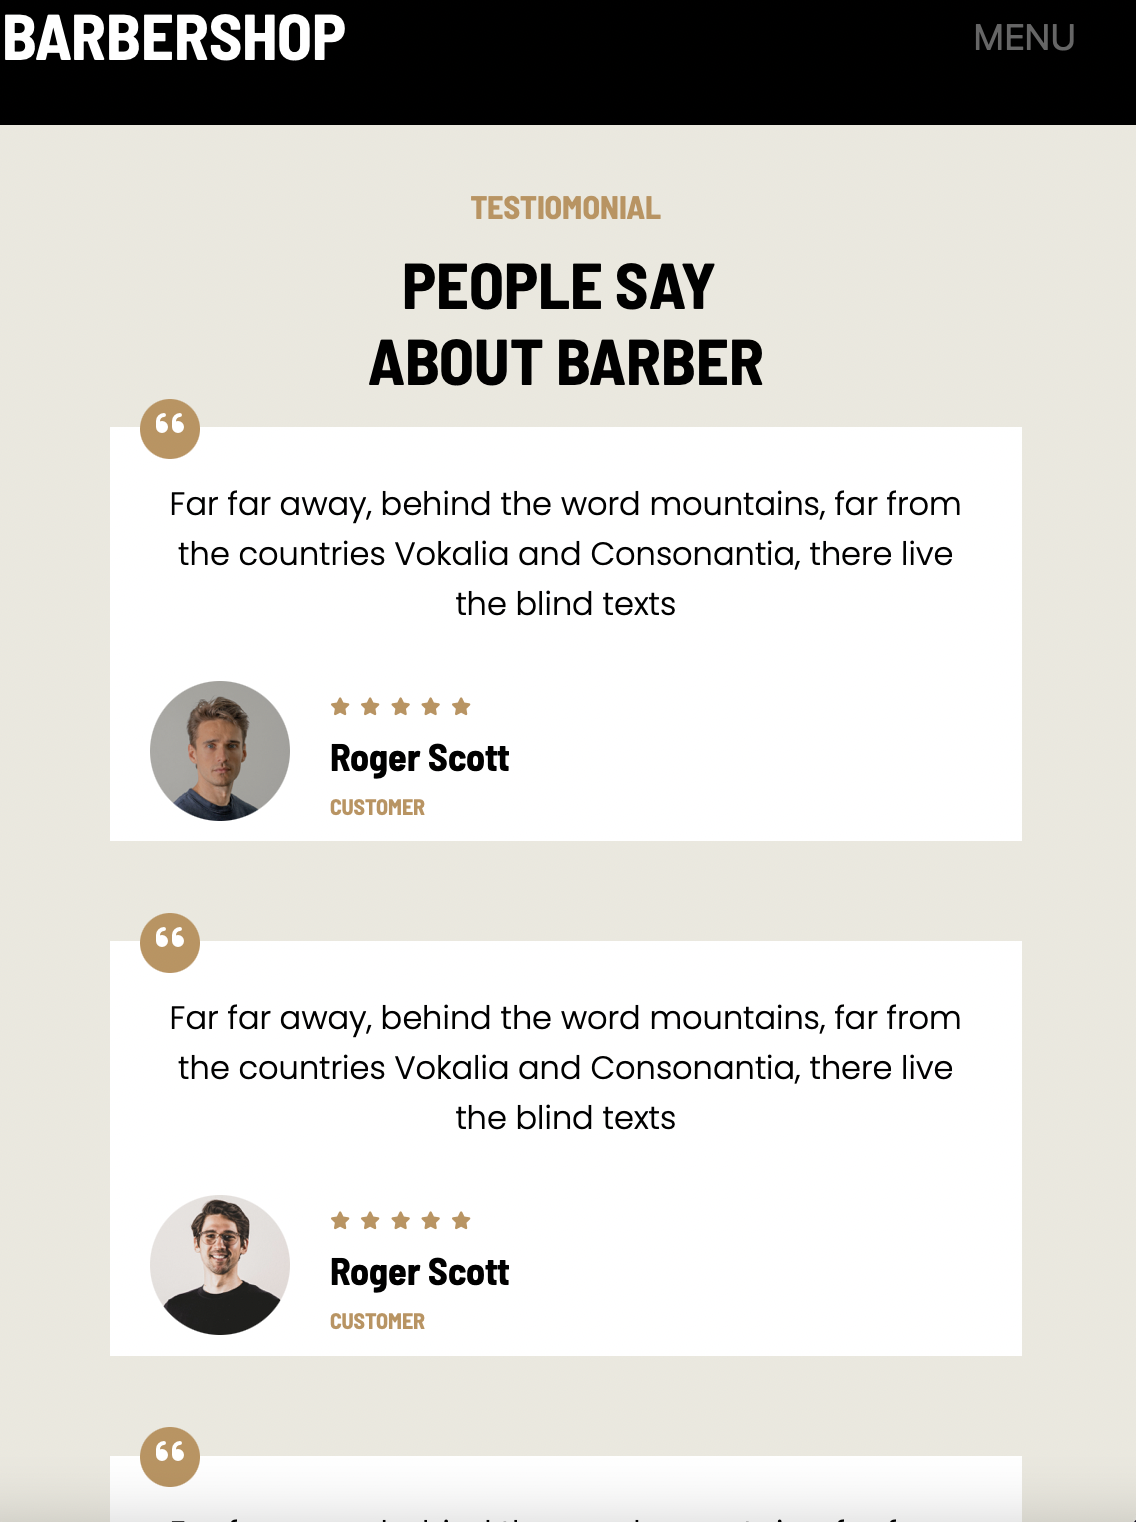 BARBERSHOP
MENU
TESTIOMONIAL
PEOPLE SAY
ABOUT BARBER
“
Far far away, behind the word mountains, far from
the countries Vokalia and Consonantia, there live
the blind texts
Roger Scott
CUSTOMER
“
Far far away, behind the word mountains, far from
the countries Vokalia and Consonantia, there live
the blind texts
Roger Scott
CUSTOMER
“